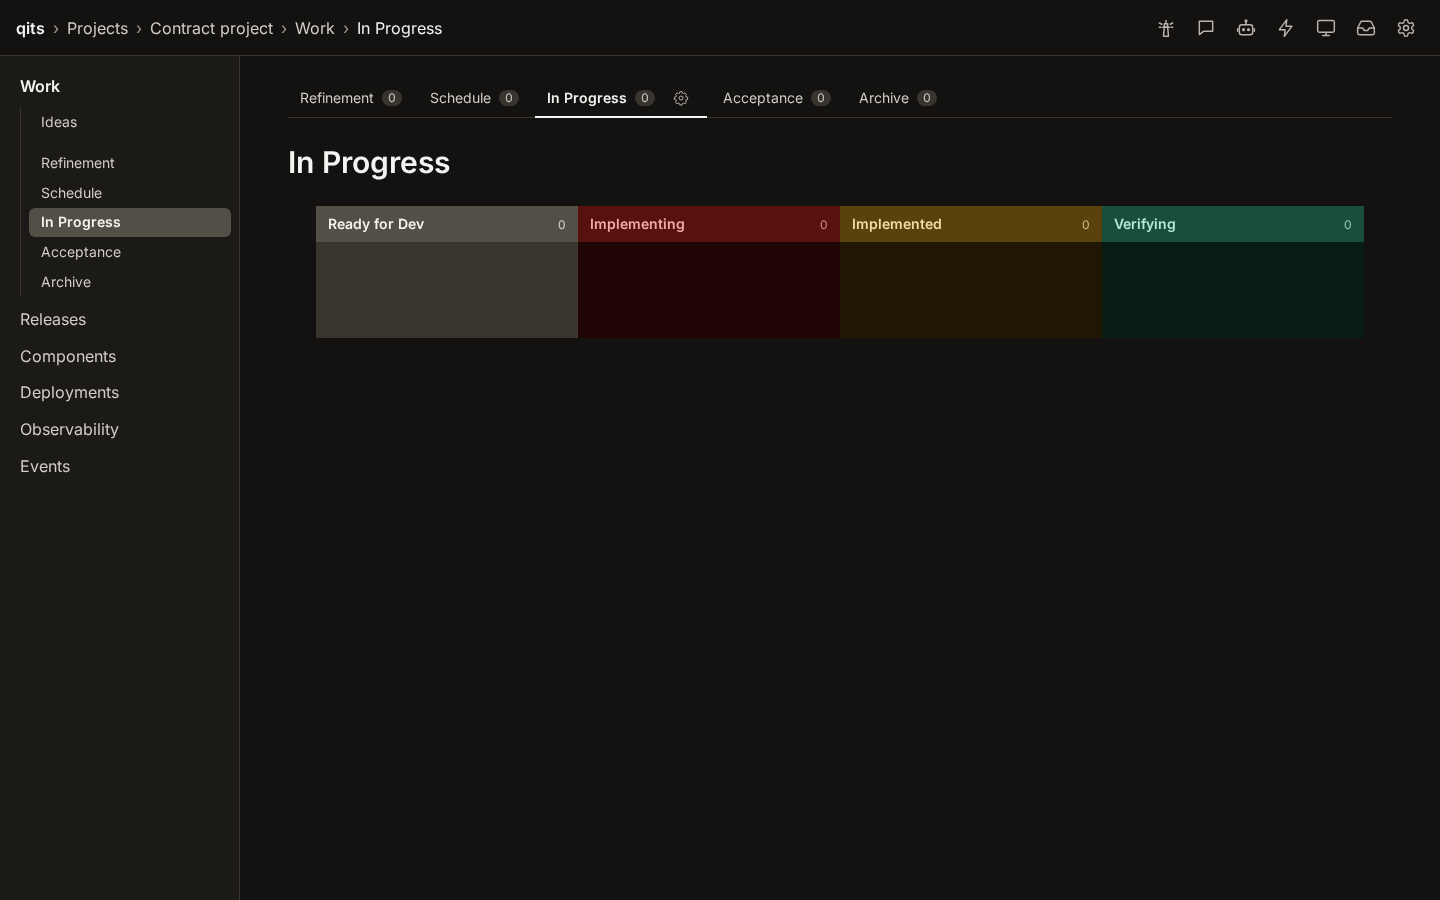 qits › Projects › Contract project › Work › In Progress
Work
Ideas
Refinement
Schedule
In Progress
Acceptance
Archive
Releases
Components
Deployments
Observability
Events
Refinement 0 Schedule 0 In Progress 0 Acceptance 0 Archive 0
In Progress
Ready for Dev 0 Implementing 0 Implemented 0 Verifying 0